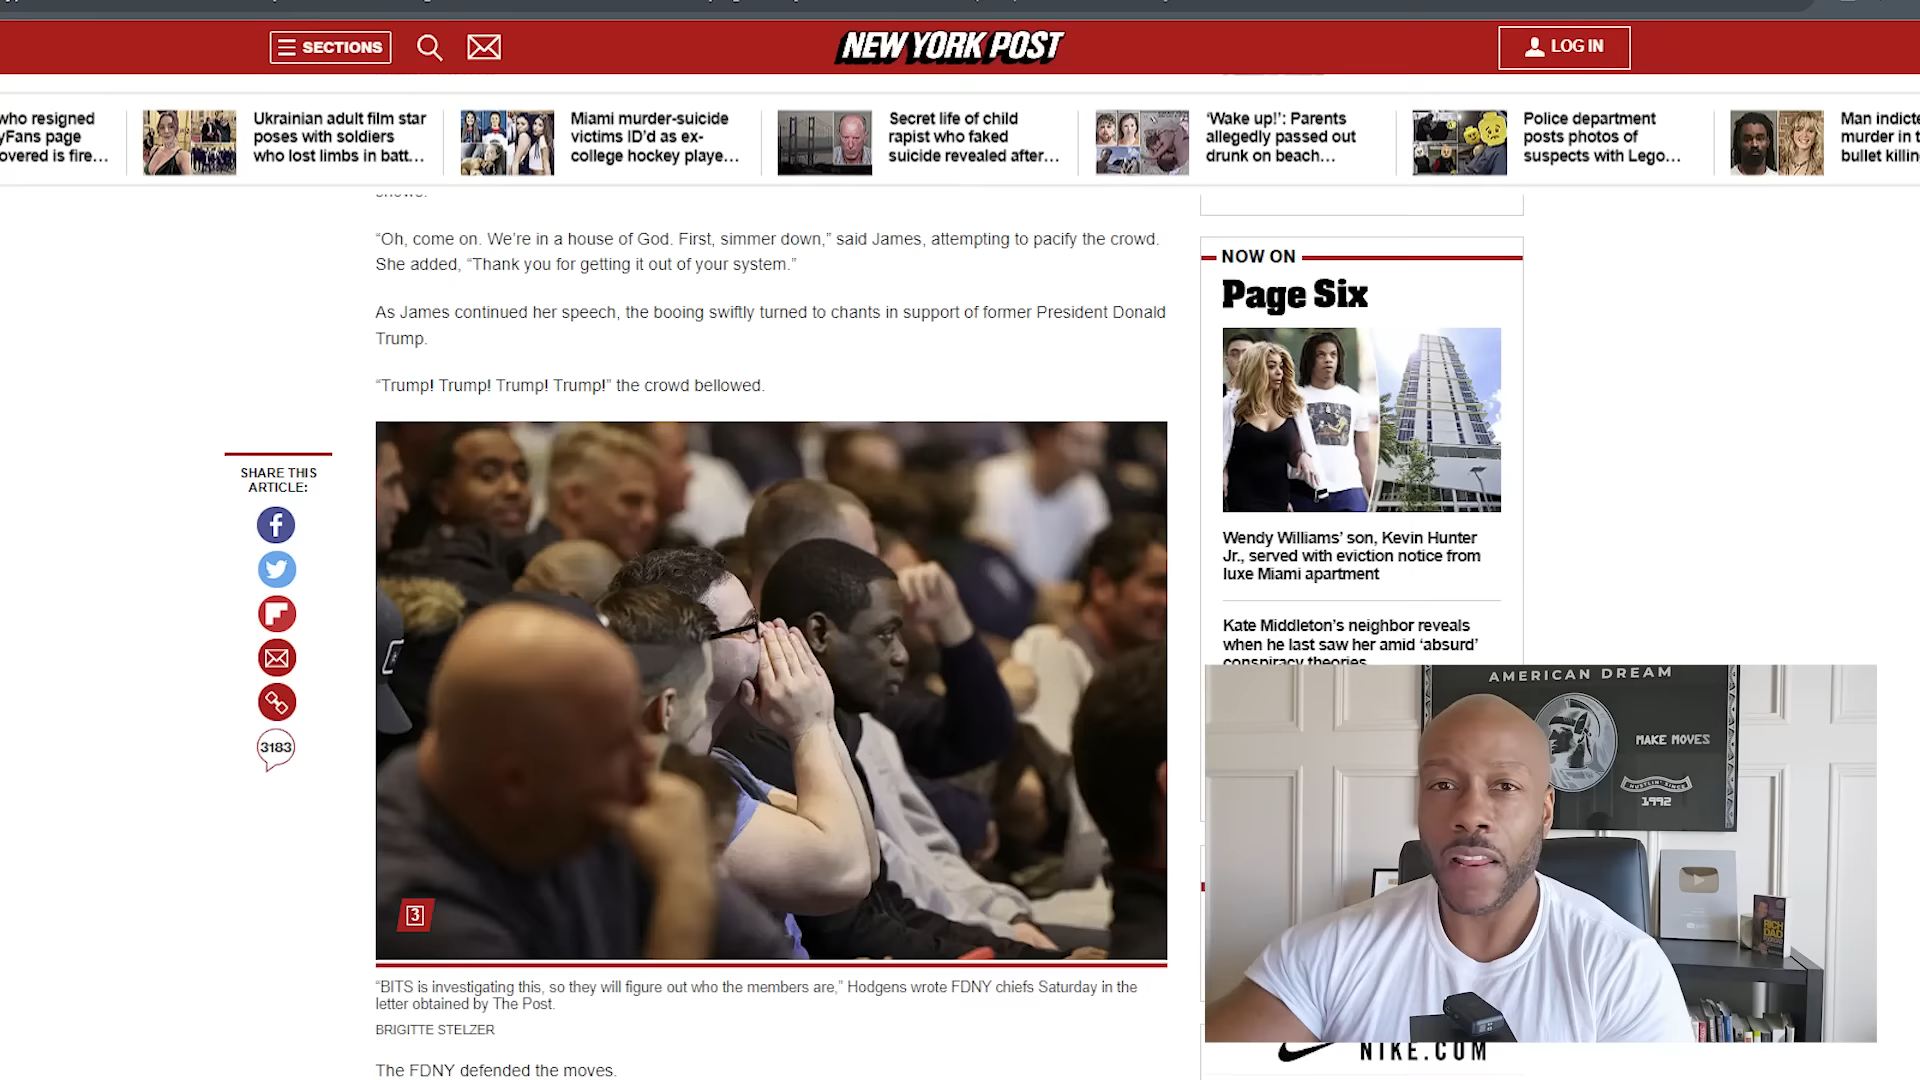 SECTIONS
NEW YORK POST
LOG IN
who resigned
yFans page
overed is fire...
Ukrainian adult film star
poses with soldiers
who lost limbs in batt...
Miami murder-suicide
victims ID’d as ex-
college hockey playe...
Secret life of child
rapist who faked
suicide revealed after...
‘Wake up!’: Parents
allegedly passed out
drunk on beach...
Police department
posts photos of
suspects with Lego...
Man indicte
murder in t
bullet killin
“Oh, come on. We’re in a house of God. First, simmer down,” said James, attempting to pacify the crowd.
She added, “Thank you for getting it out of your system.”
As James continued her speech, the booing swiftly turned to chants in support of former President Donald
Trump.
“Trump! Trump! Trump! Trump!” the crowd bellowed.
SHARE THIS
ARTICLE:
3183
3
“BITS is investigating this, so they will figure out who the members are,” Hodgens wrote FDNY chiefs Saturday in the
letter obtained by The Post.
BRIGITTE STELZER
The FDNY defended the moves.
NOW ON
Page Six
Wendy Williams’ son, Kevin Hunter
Jr., served with eviction notice from
luxe Miami apartment
Kate Middleton’s neighbor reveals
when he last saw her amid ‘absurd’
conspiracy theories
AMERICAN DREAM
MAKE MOVES
HUSTLIN' SINCE
1992
RICH
DAD
NIKE.COM